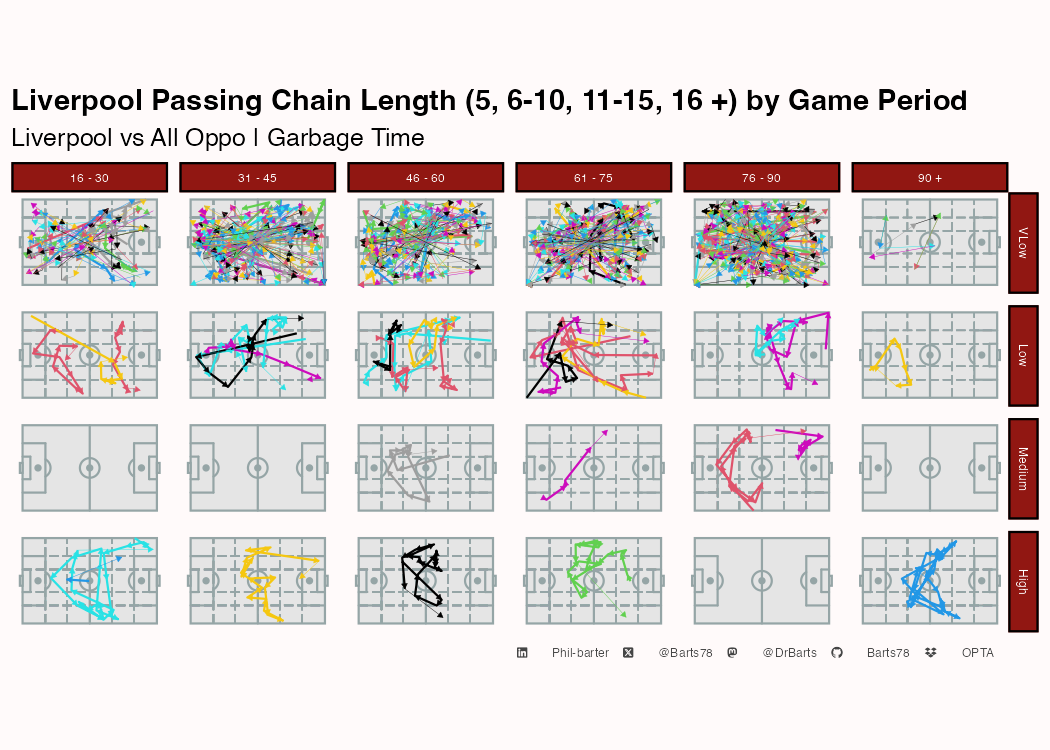 Liverpool Passing Chain Length (5, 6-10, 11-15, 16 +) by Game Period
Liverpool vs All Oppo | Garbage Time
16 - 30 31 - 45 46 - 60 61 - 75 76 - 90 90 +
VLow
Low
Medium
High
Phil-barter @Barts78 @DrBarts Barts78 OPTA